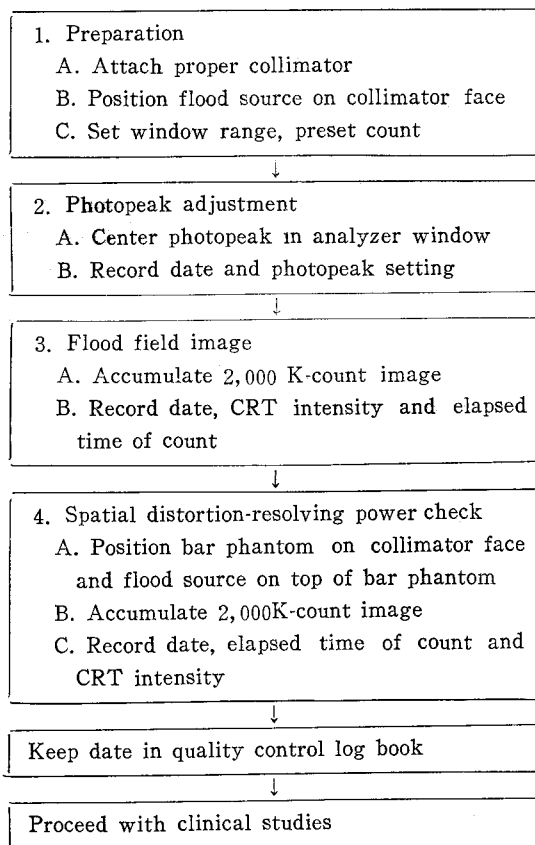 1. Preparation
A. Attach proper collimator
B. Position flood source on collimator face
C. Set window range, preset count
↓
2. Photopeak adjustment
A. Center photopeak in analyzer window
B. Record date and photopeak setting
↓
3. Flood field image
A. Accumulate 2,000 K-count image
B. Record date, CRT intensity and elapsed
time of count
↓
4. Spatial distortion-resolving power check
A. Position bar phantom on collimator face
and flood source on top of bar phantom
B. Accumulate 2,000K-count image
C. Record date, elapsed time of count and
CRT intensity
↓
Keep date in quality control log book
↓
Proceed with clinical studies